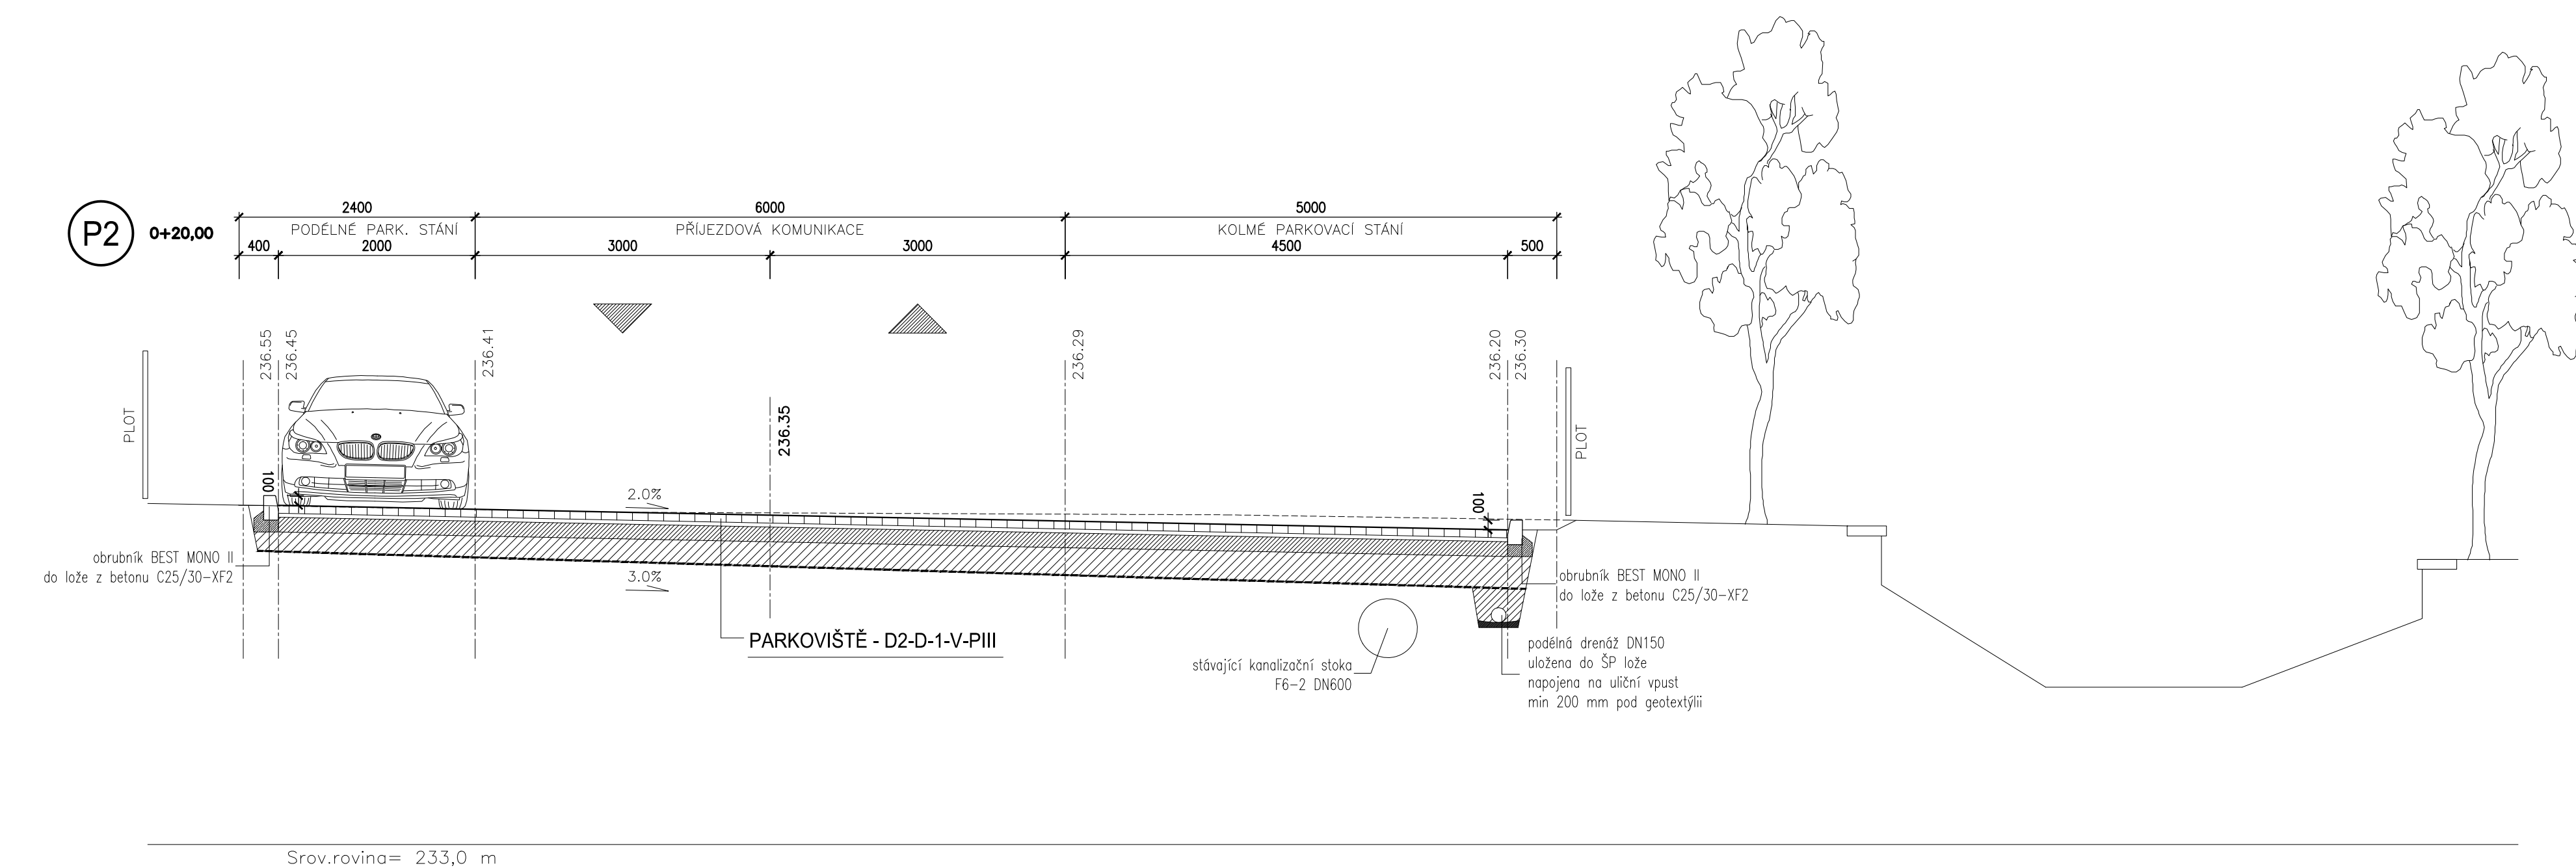 2400
6000
5000
P2
0+20,00
PODÉLNÉ PARK. STÁNÍ
PŘÍJEZDOVÁ KOMUNIKACE
KOLMÉ PARKOVACÍ STÁNÍ
400
2000
3000
3000
4500
500
236.55
236.45
236.41
236.35
236.29
236.20
236.30
PLOT
PLOT
100
100
2.0%
3.0%
obrubník BEST MONO II
do lože z betonu C25/30-XF2
obrubník BEST MONO II
do lože z betonu C25/30-XF2
PARKOVIŠTĚ - D2-D-1-V-PIII
stávající kanalizační stoka
F6-2 DN600
podélná drenáž DN150
uložena do ŠP lože
napojena na uliční vpust
min 200 mm pod geotextýlii
Srov.rovina= 233,0 m